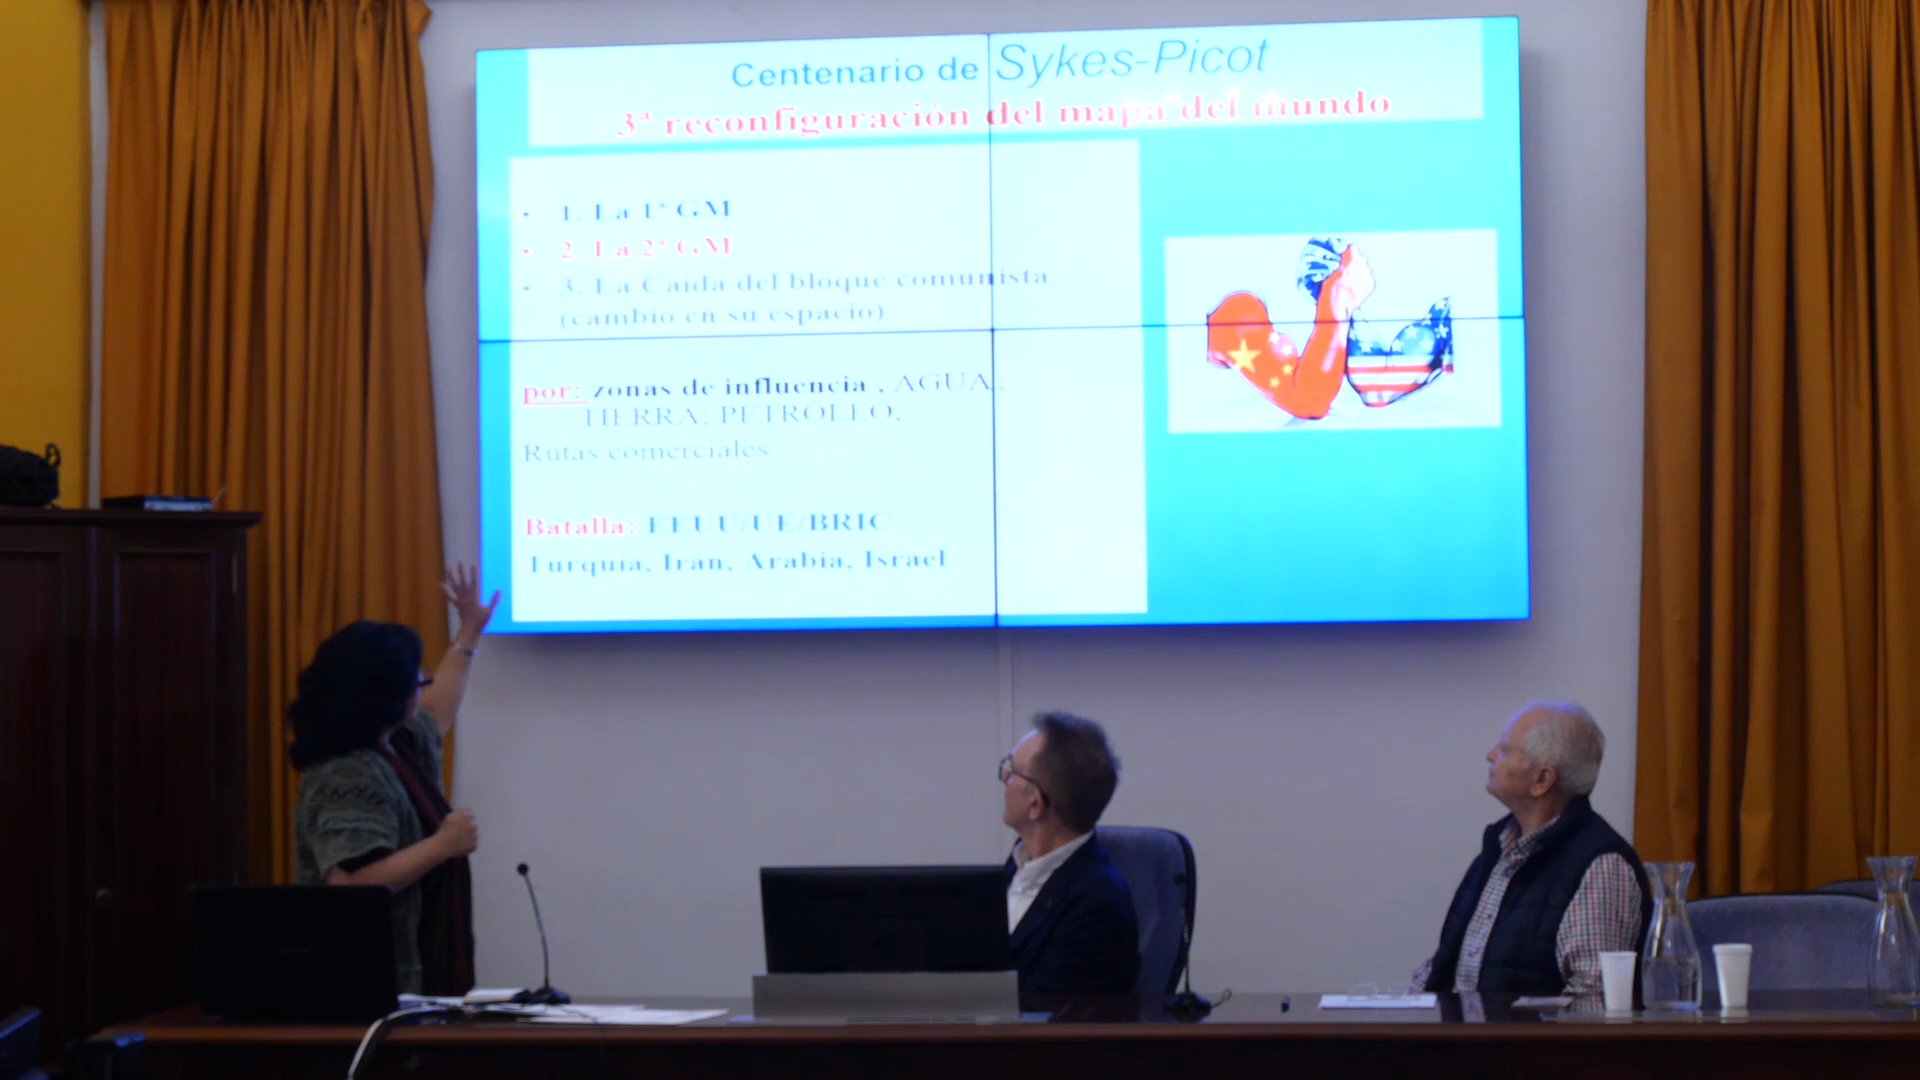 Centenario de Sykes-Picot
3ª reconfiguración del mapa del mundo
• 1. La 1ª GM
• 2. La 2ª GM
• 3. La Caída del bloque comunista
(cambio en su espacio)
por: zonas de influencia , AGUA;
TIERRA; PETROLEO,
Rutas comerciales
Batalla: EEUU/UE/BRIC
Turquía, Irán, Arabia, Israel